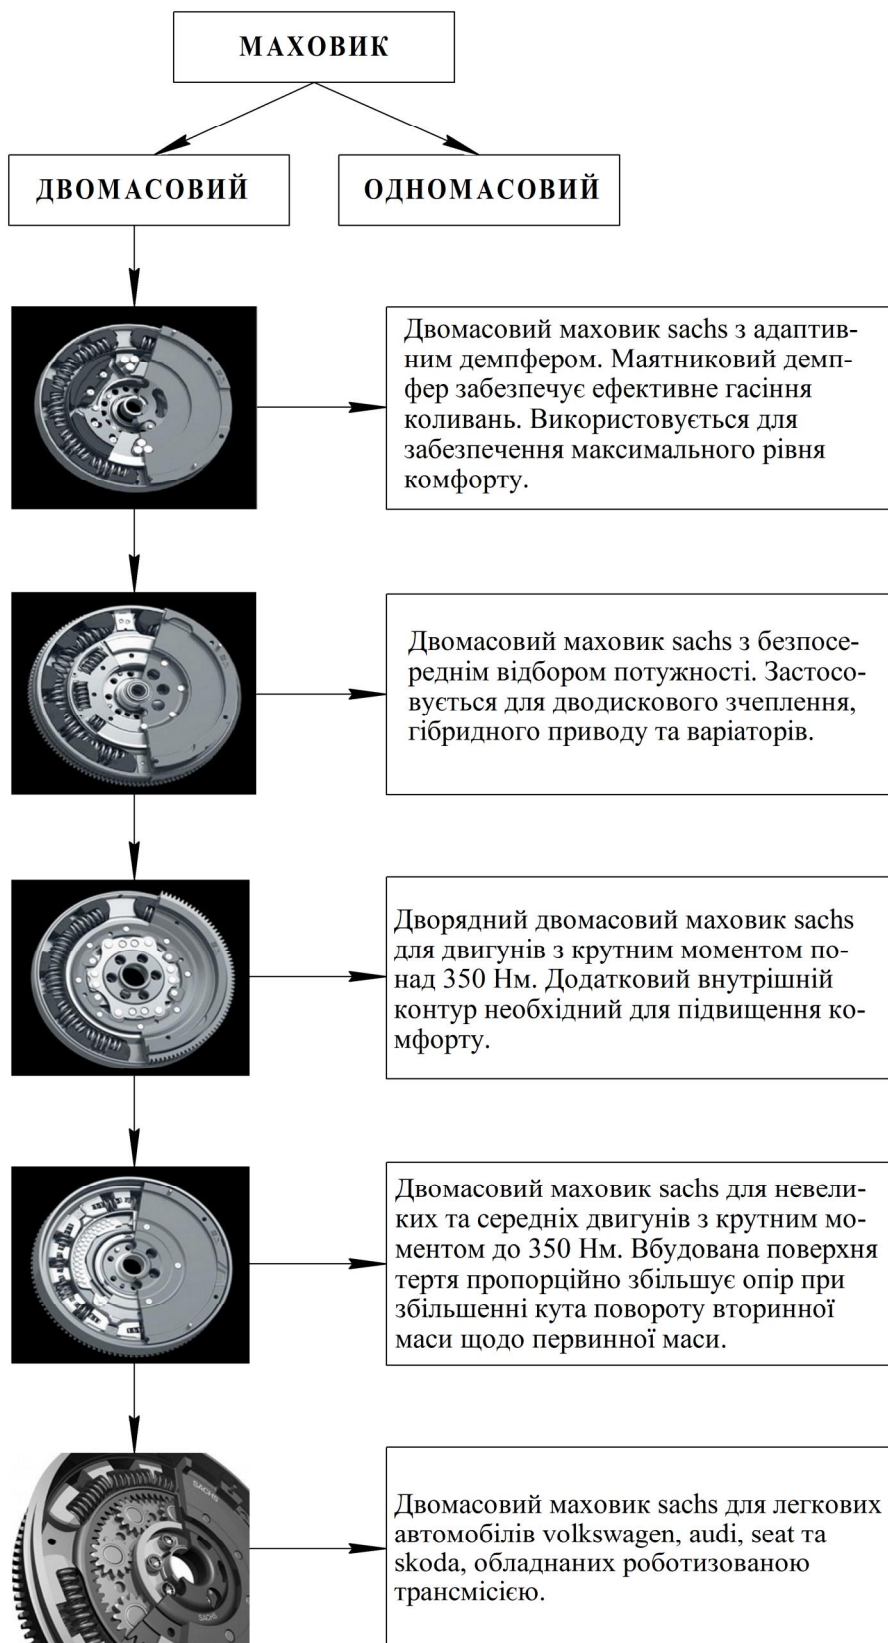 МАХОВИК
ДВОМАСОВИЙ
ОДНОМАСОВИЙ
Двомасовий маховик sachs з адаптив-
ним демпфером. Маятниковий демп-
фер забезпечує ефективне гасіння
коливань. Використовується для
забезпечення максимального рівня
комфорту.
Двомасовий маховик sachs з безпосе-
реднім відбором потужності. Застосо-
вується для дводискового зчеплення,
гібридного приводу та варіаторів.
Дворядний двомасовий маховик sachs
для двигунів з крутним моментом по-
над 350 Нм. Додатковий внутрішній
контур необхідний для підвищення ко-
мфорту.
Двомасовий маховик sachs для невели-
ких та середніх двигунів з крутним мо-
ментом до 350 Нм. Вбудована поверхня
тертя пропорційно збільшує опір при
збільшенні кута повороту вторинної
маси щодо первинної маси.
SACHS
SACHS
Двомасовий маховик sachs для легкових
автомобілів volkswagen, audi, seat та
skoda, обладнаних роботизованою
трансмісією.